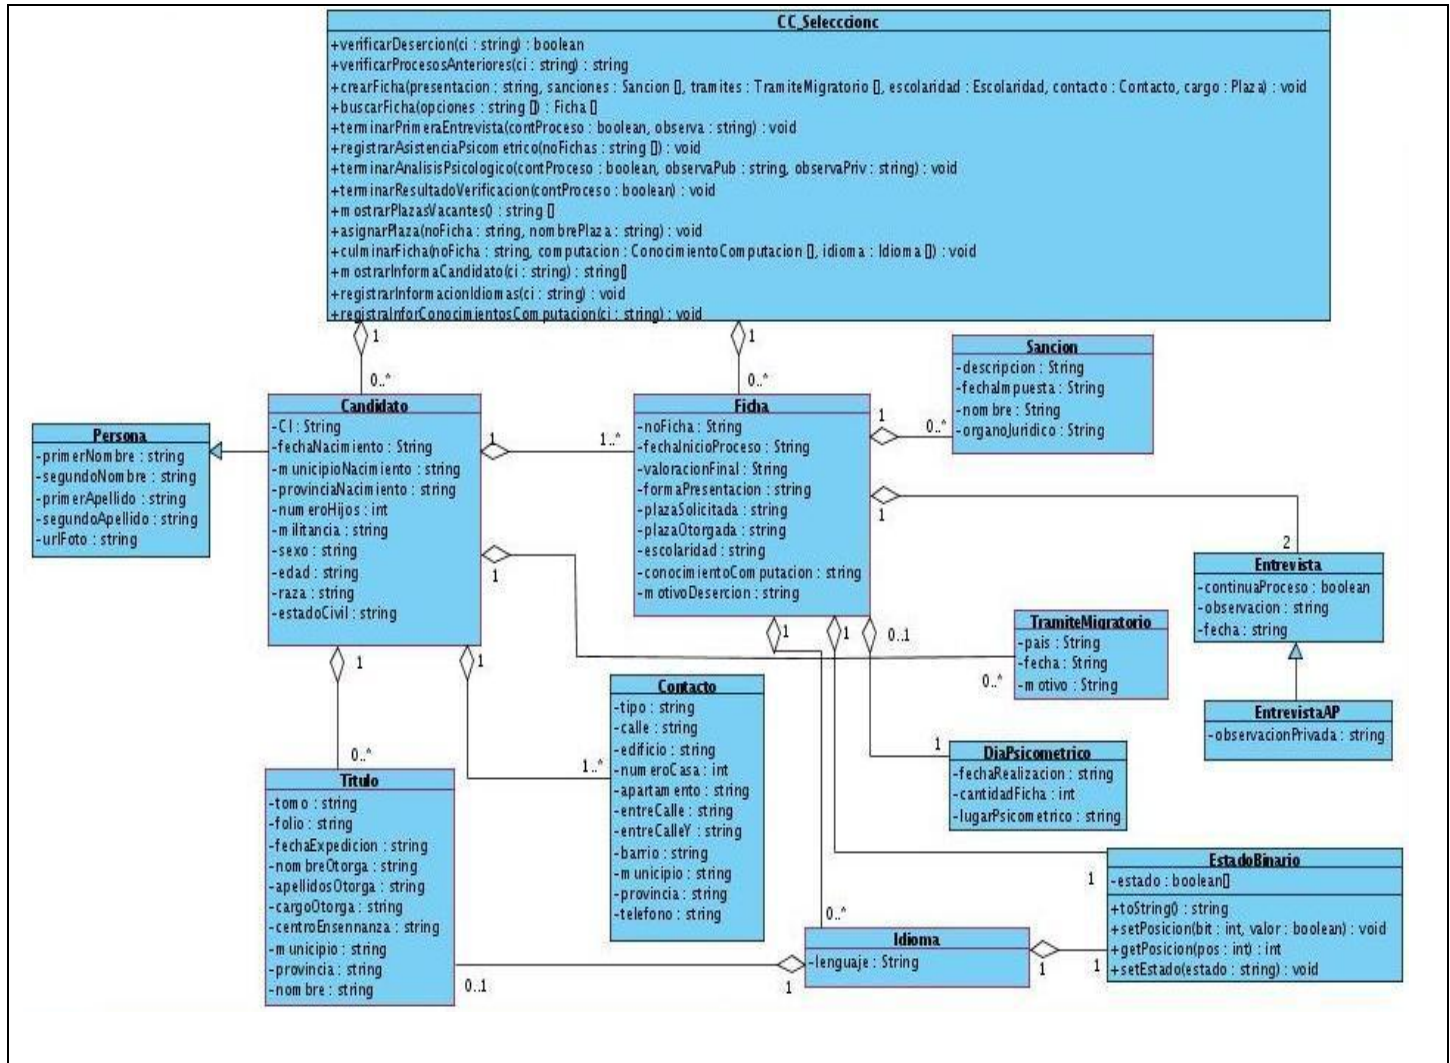 CC_Seleccionc
+verificarDesercion(ci : string) : boolean
+verificarProcesosAnteriores(ci : string) : string
+crearFicha(presentacion : string, sanciones : Sancion [], tramites : TramiteMigratorio [], escolaridad : Escolaridad, contacto : Contacto, cargo : Plaza) : void
+buscarFicha(opciones : string []) : Ficha []
+terminarPrimeraEntrevista(contProceso : boolean, observa : string) : void
+registrarAsistenciaPsicometrico(noFichas : string []) : void
+terminarAnalisisPsicologico(contProceso : boolean, observaPub : string, observaPriv : string) : void
+terminarResultadoVerificacion(contProceso : boolean) : void
+mostrarPlazasVacantes() : string []
+asignarPlaza(noFicha : string, nombrePlaza : string) : void
+culminarFicha(noFicha : string, computacion : ConocimientoComputacion [], idioma : Idioma []) : void
+mostrarInformaCandidato(ci : string) : string[]
+registrarInformacionIdiomas(ci : string) : void
+registraInforConocimientosComputacion(ci : string) : void
1
0..*
1
0..*
Persona
-primerNombre : string
-segundoNombre : string
-primerApellido : string
-segundoApellido : string
-urlFoto : string
Candidato
-CI : String
-fechaNacimiento : String
-municipioNacimiento : string
-provinciaNacimiento : string
-numeroHijos : int
-militancia : string
-sexo : string
-edad : string
-raza : string
-estadoCivil : string
1
1..*
1
1
1
Ficha
-noFicha : String
-fechaInicioProceso : String
-valoracionFinal : String
-formaPresentacion : string
-plazaSolicitada : string
-plazaOtorgada : string
-escolaridad : string
-conocimientoComputacion : string
-motivoDesercion : string
1
0..*
1
2
1
1
0..1
Sancion
-descripcion : String
-fechaImpuesta : String
-nombre : String
-organoJuridico : String
Entrevista
-continuaProceso : boolean
-observacion : string
-fecha : string
TramiteMigratorio
-pais : String
-fecha : String
-motivo : String
0..*
EntrevistaAP
-observacionPrivada : string
Contacto
-tipo : string
-calle : string
-edificio : string
-numeroCasa : int
-apartamento : string
-entreCalle : string
-entreCalleY : string
-barrio : string
-municipio : string
-provincia : string
-telefono : string
1..*
1
DiaPsicometrico
-fechaRealizacion : string
-cantidadFicha : int
-lugarPsicometrico : string
0..*
Titulo
-tomo : string
-folio : string
-fechaExpedicion : string
-nombreOtorga : string
-apellidosOtorga : string
-cargoOtorga : string
-centroEnsennanza : string
-municipio : string
-provincia : string
-nombre : string
0..1
1
0..*
Idioma
-lenguaje : String
1
1
1
EstadoBinario
-estado : boolean[]
+toString() : string
+setPosicion(bit : int, valor : boolean) : void
+getPosicion(pos : int) : int
+setEstado(estado : string) : void